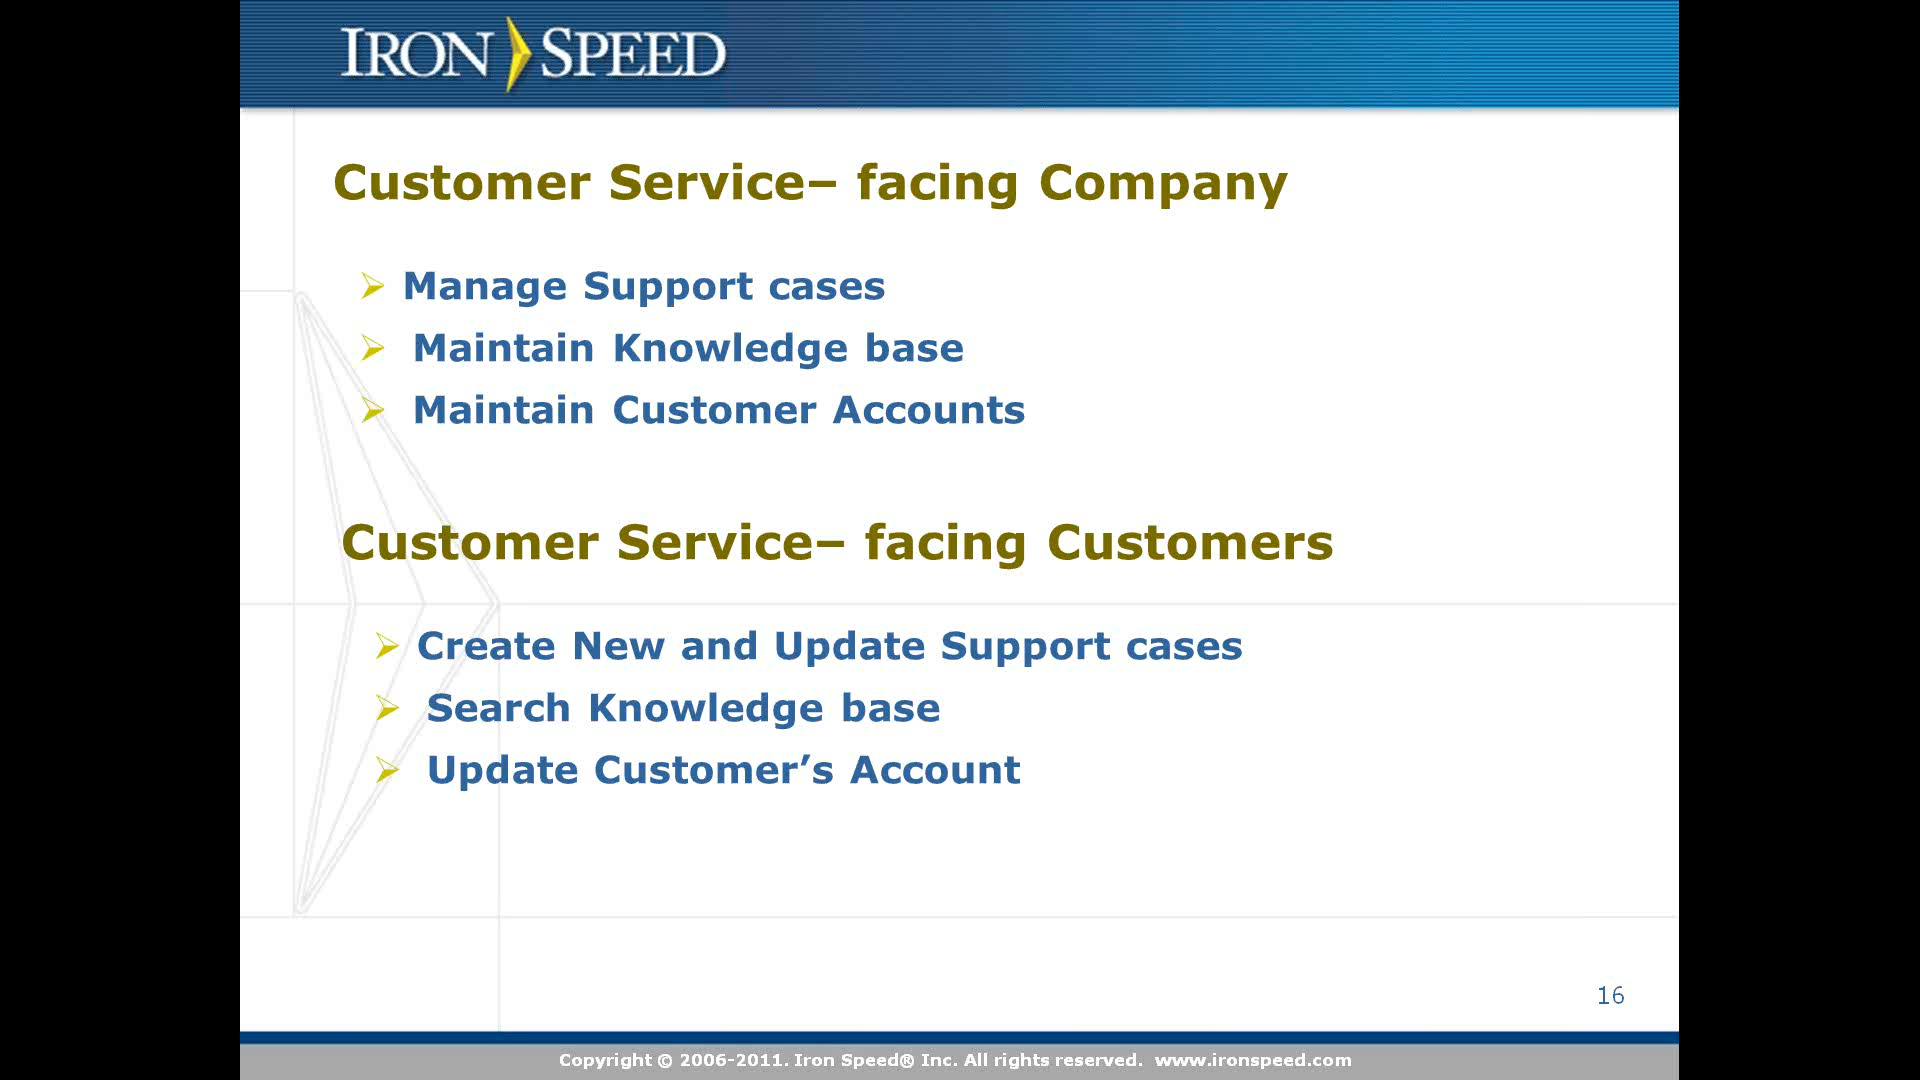 IRON SPEED
Customer Service– facing Company
Manage Support cases
Maintain Knowledge base
Maintain Customer Accounts
Customer Service– facing Customers
Create New and Update Support cases
Search Knowledge base
Update Customer’s Account
16
Copyright © 2006-2011. Iron Speed® Inc. All rights reserved. www.ironspeed.com